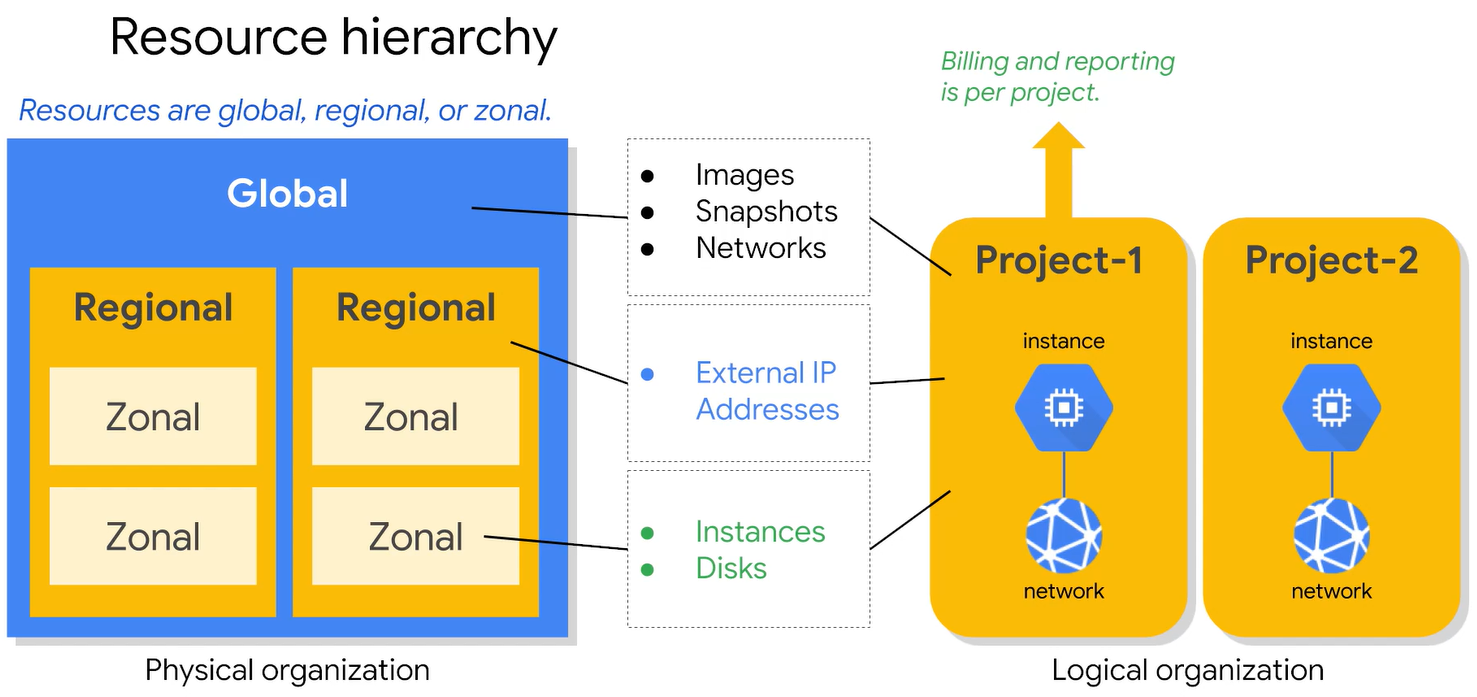 Resource hierarchy
Resources are global, regional, or zonal.
Global
Regional
Zonal
Zonal
Regional
Zonal
Zonal
Physical organization
● Images
● Snapshots
● Networks
● External IP
Addresses
● Instances
● Disks
Billing and reporting
is per project.
Project-1
instance
network
Project-2
instance
network
Logical organization